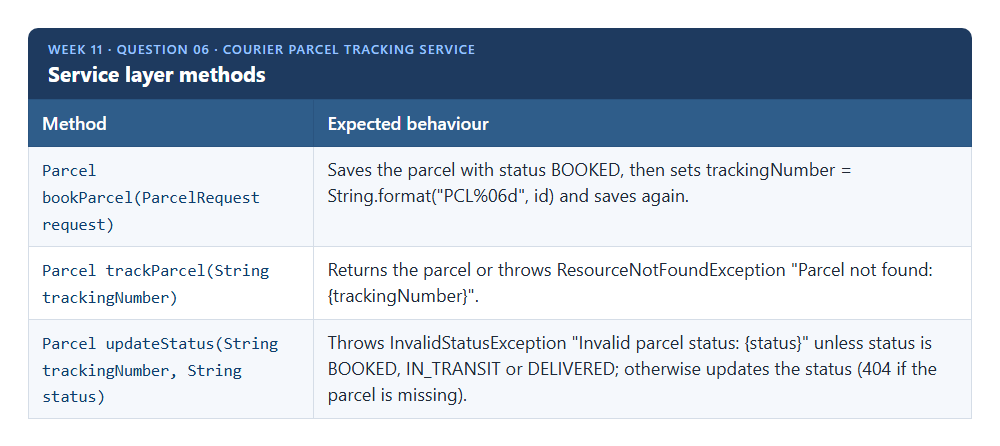 WEEK 11 · QUESTION 06 · COURIER PARCEL TRACKING SERVICE
Service layer methods
Method
Expected behaviour
Parcel
bookParcel(ParcelRequest
request)
Saves the parcel with status BOOKED, then sets trackingNumber =
String.format("PCL%06d", id) and saves again.
Parcel trackParcel(String
trackingNumber)
Returns the parcel or throws ResourceNotFoundException "Parcel not found:
{trackingNumber}".
Parcel updateStatus(String
trackingNumber, String
status)
Throws InvalidStatusException "Invalid parcel status: {status}" unless status is
BOOKED, IN_TRANSIT or DELIVERED; otherwise updates the status (404 if the
parcel is missing).